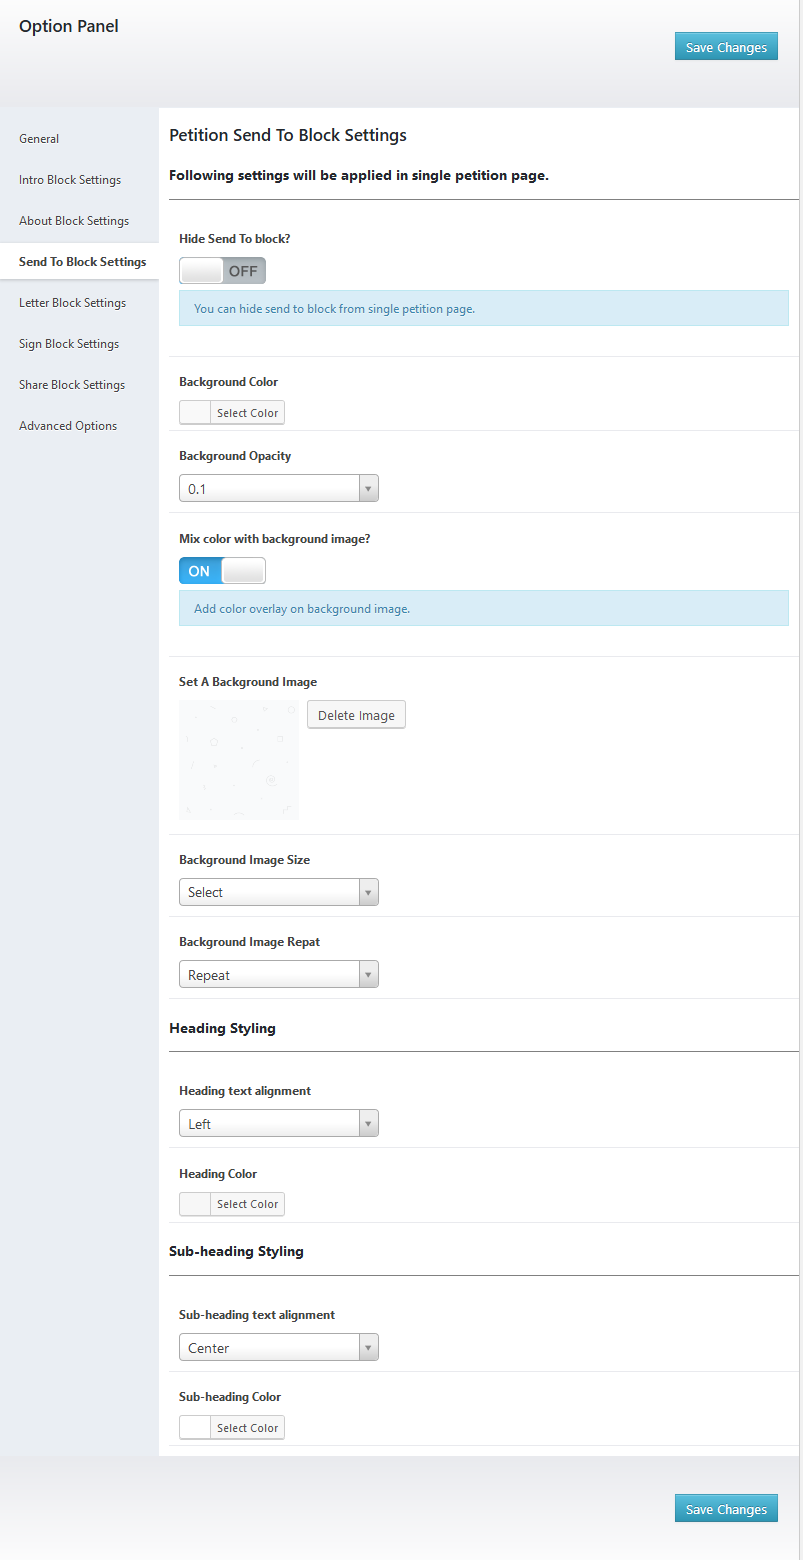 Option Panel
Save Changes
General
Intro Block Settings
About Block Settings
Send To Block Settings
Letter Block Settings
Sign Block Settings
Share Block Settings
Advanced Options
Petition Send To Block Settings
Following settings will be applied in single petition page.
Hide Send To block?
OFF
You can hide send to block from single petition page.
Background Color
Select Color
Background Opacity
0.1
Mix color with background image?
ON
Add color overlay on background image.
Set A Background Image
Delete Image
Background Image Size
Select
Background Image Repat
Repeat
Heading Styling
Heading text alignment
Left
Heading Color
Select Color
Sub-heading Styling
Sub-heading text alignment
Center
Sub-heading Color
Select Color
Save Changes